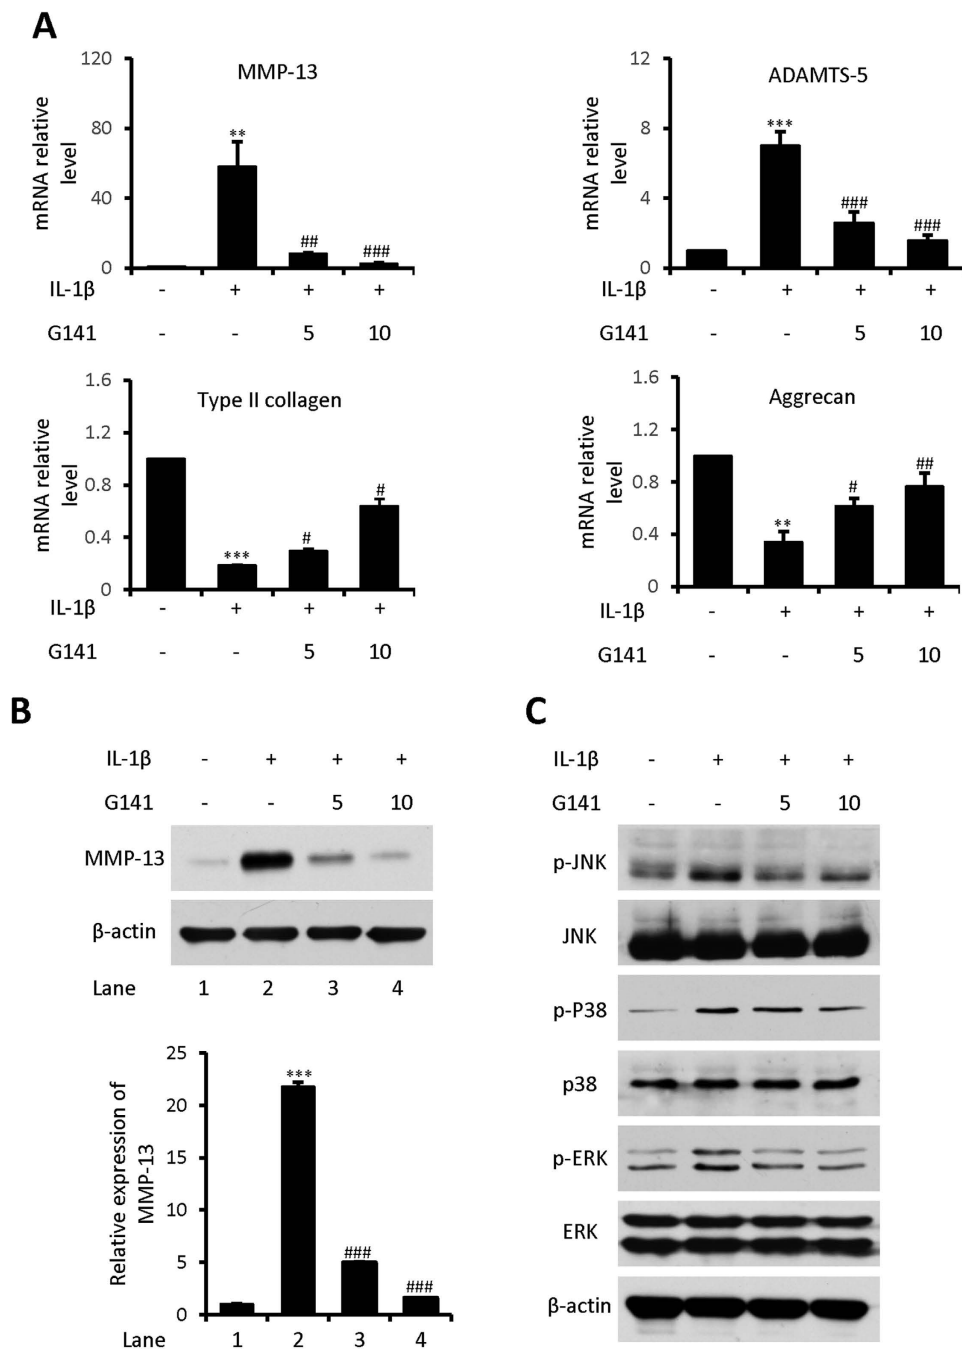 A
MMP-13
mRNA relative
level
120
80
40
0
**
##
###
IL-1β - + + +
G141 - - 5 10
ADAMTS-5
mRNA relative
level
12
8
4
0
***
###
###
IL-1β - + + +
G141 - - 5 10
Type II collagen
mRNA relative
level
1.6
1.2
0.8
0.4
0
***
#
#
IL-1β - + + +
G141 - - 5 10
Aggrecan
mRNA relative
level
1.6
1.2
0.8
0.4
0
**
#
##
IL-1β - + + +
G141 - - 5 10
B
IL-1β - + + +
G141 - - 5 10
MMP-13
β-actin
Lane 1 2 3 4
Relative expression of
MMP-13
25
20
15
10
5
0
***
###
###
Lane 1 2 3 4
C
IL-1β - + + +
G141 - - 5 10
p-JNK
JNK
p-P38
p38
p-ERK
ERK
β-actin